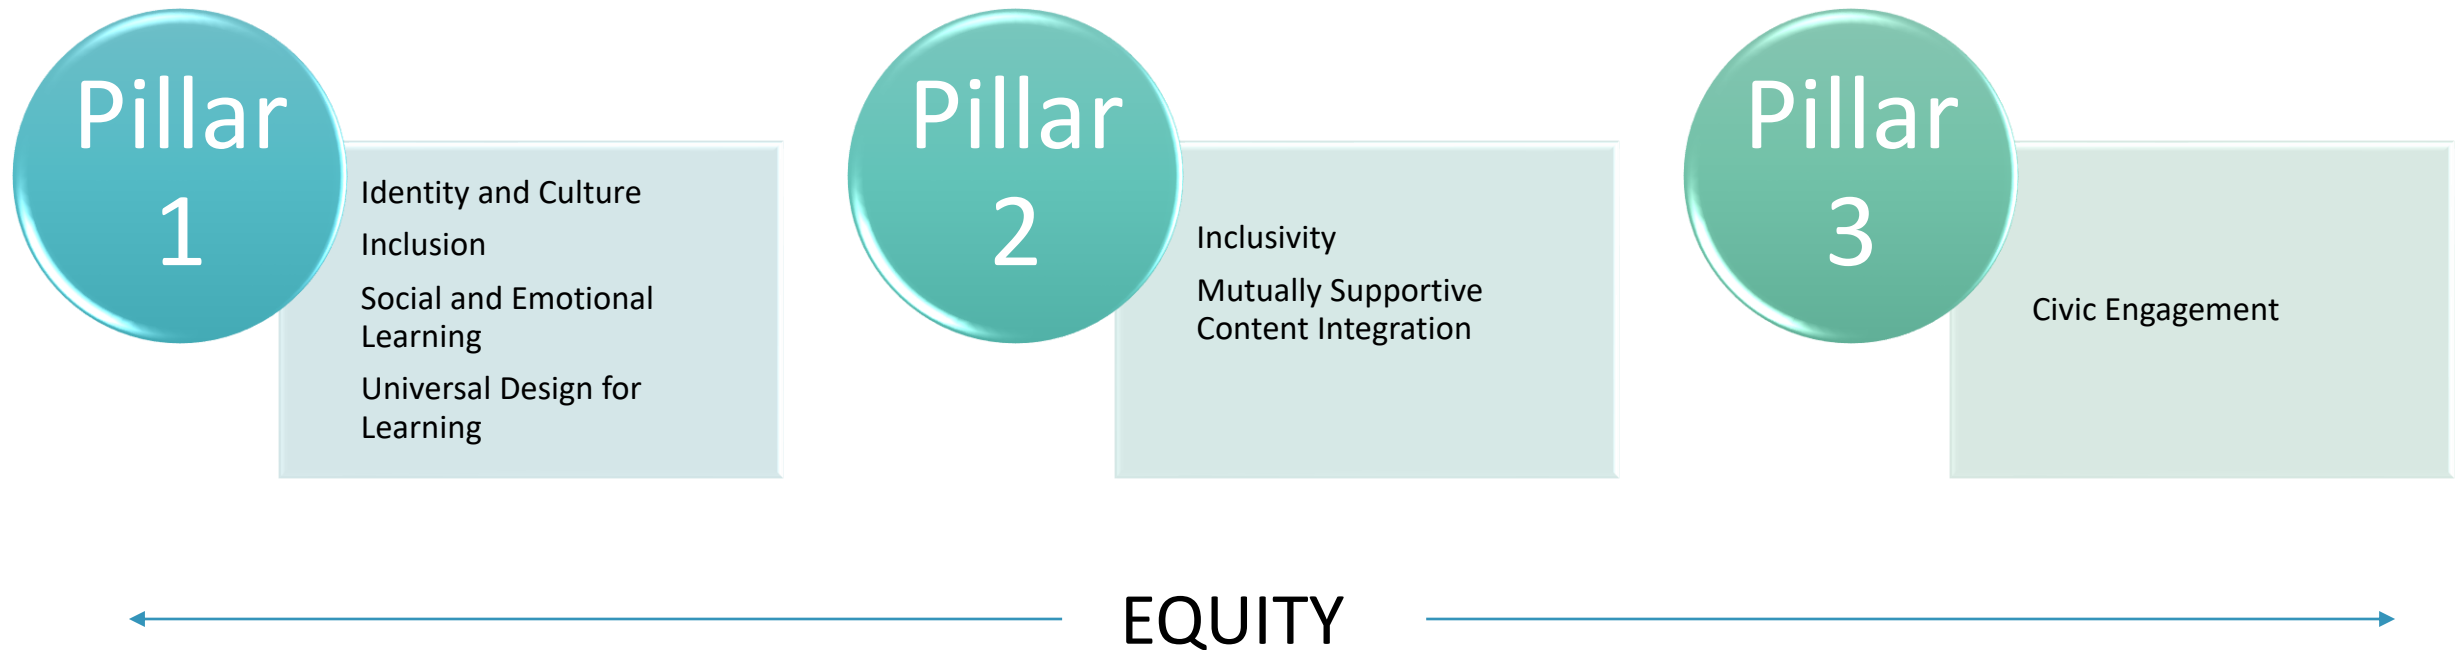 Pillar
1
Identity and Culture
Inclusion
Social and Emotional
Learning
Universal Design for
Learning
Pillar
2
Inclusivity
Mutually Supportive
Content Integration
Pillar
3
Civic Engagement
EQUITY